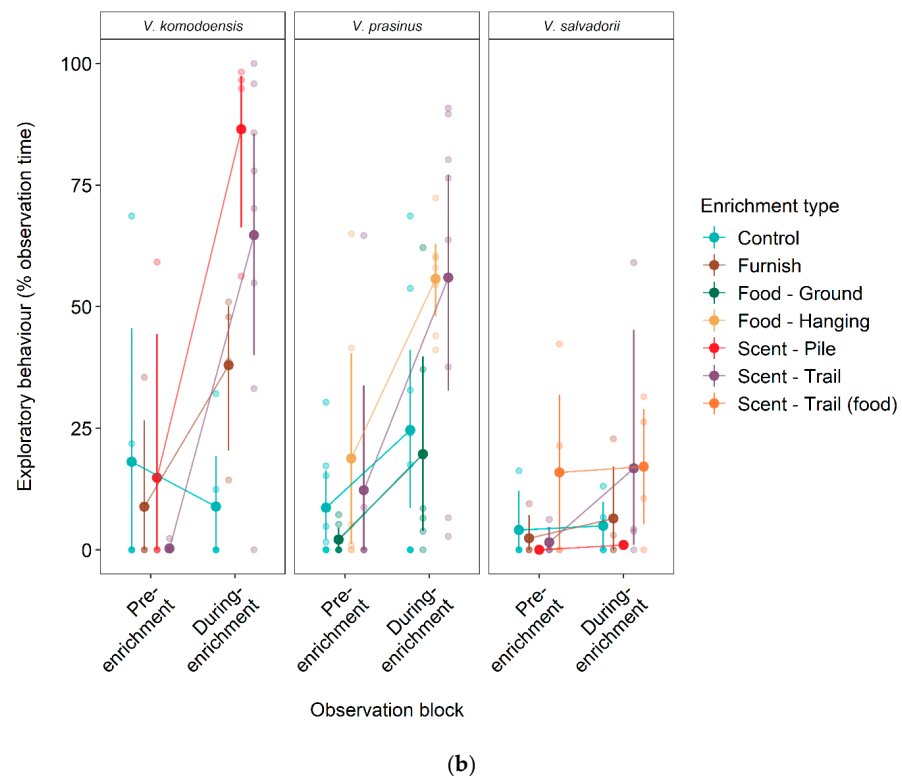 V. komodoensis
V. prasinus
V. salvadorii
Exploratory behaviour (% observation time)
100
75
50
25
0
Pre-
enrichment
During-
enrichment
Pre-
enrichment
During-
enrichment
Pre-
enrichment
During-
enrichment
Observation block
Enrichment type
Control
Furnish
Food - Ground
Food - Hanging
Scent - Pile
Scent - Trail
Scent - Trail (food)
(b)